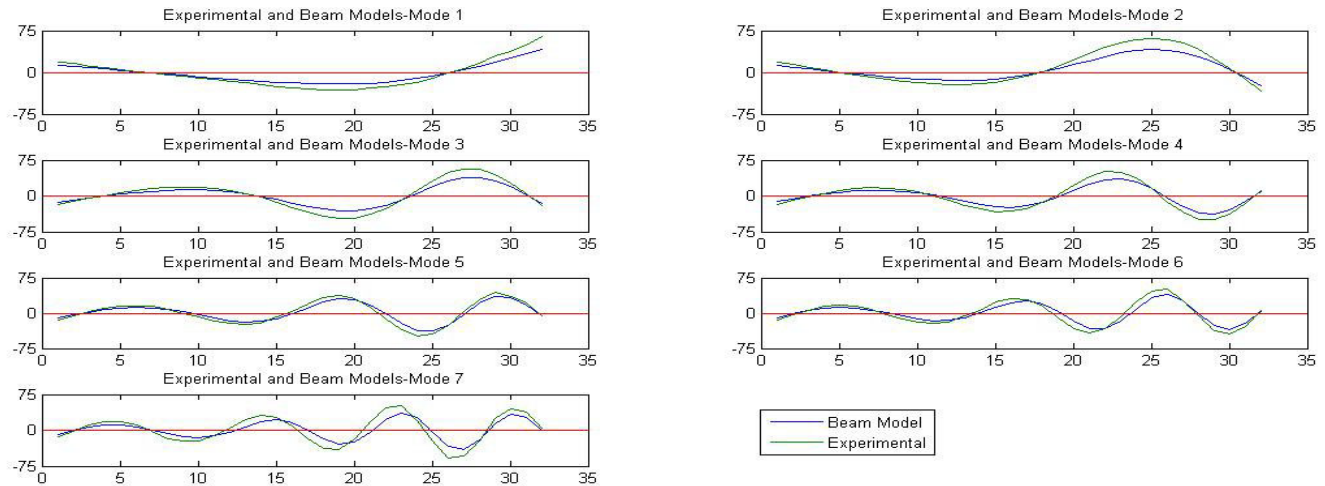 Experimental and Beam Models-Mode 1
75
0
-75
0 5 10 15 20 25 30 35
Experimental and Beam Models-Mode 2
75
0
-75
0 5 10 15 20 25 30 35
Experimental and Beam Models-Mode 3
75
0
-75
0 5 10 15 20 25 30 35
Experimental and Beam Models-Mode 4
75
0
-75
0 5 10 15 20 25 30 35
Experimental and Beam Models-Mode 5
75
0
-75
0 5 10 15 20 25 30 35
Experimental and Beam Models-Mode 6
75
0
-75
0 5 10 15 20 25 30 35
Experimental and Beam Models-Mode 7
75
0
-75
0 5 10 15 20 25 30 35
Beam Model
Experimental